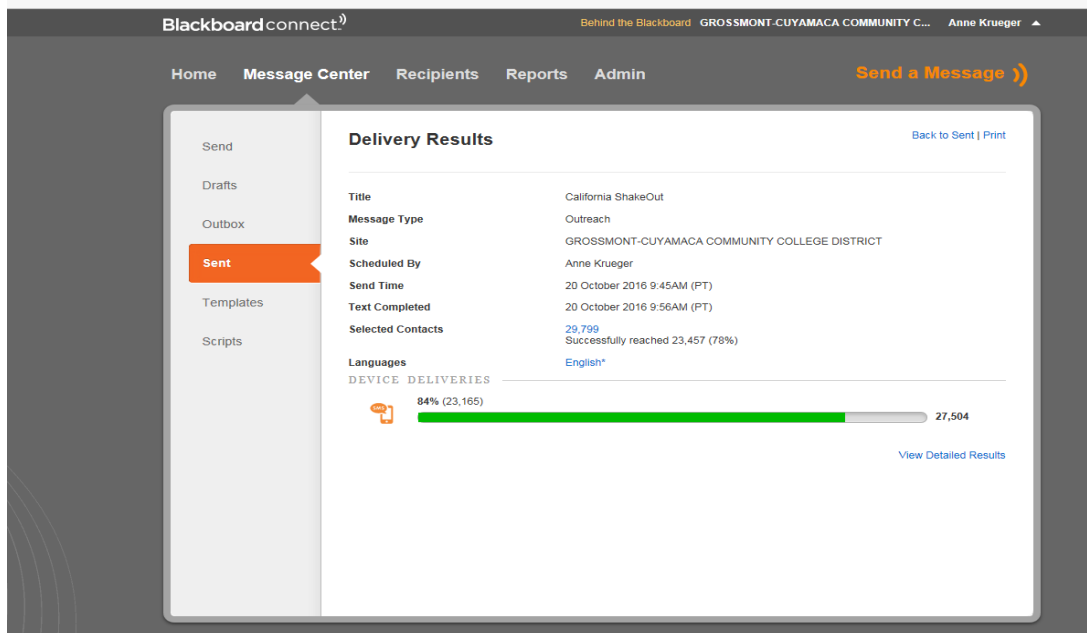 Blackboard connect.
Behind the Blackboard GROSSMONT-CUYAMACA COMMUNITY C... Anne Krueger
Home Message Center Recipients Reports Admin
Send a Message
Send
Drafts
Outbox
Sent
Templates
Scripts
Delivery Results
Back to Sent | Print
Title California ShakeOut
Message Type Outreach
Site GROSSMONT-CUYAMACA COMMUNITY COLLEGE DISTRICT
Scheduled By Anne Krueger
Send Time 20 October 2016 9:45AM (PT)
Text Completed 20 October 2016 9:56AM (PT)
Selected Contacts 29,799
Successfully reached 23,457 (78%)
Languages English*
DEVICE DELIVERIES
SMS
84% (23,165)
27,504
View Detailed Results